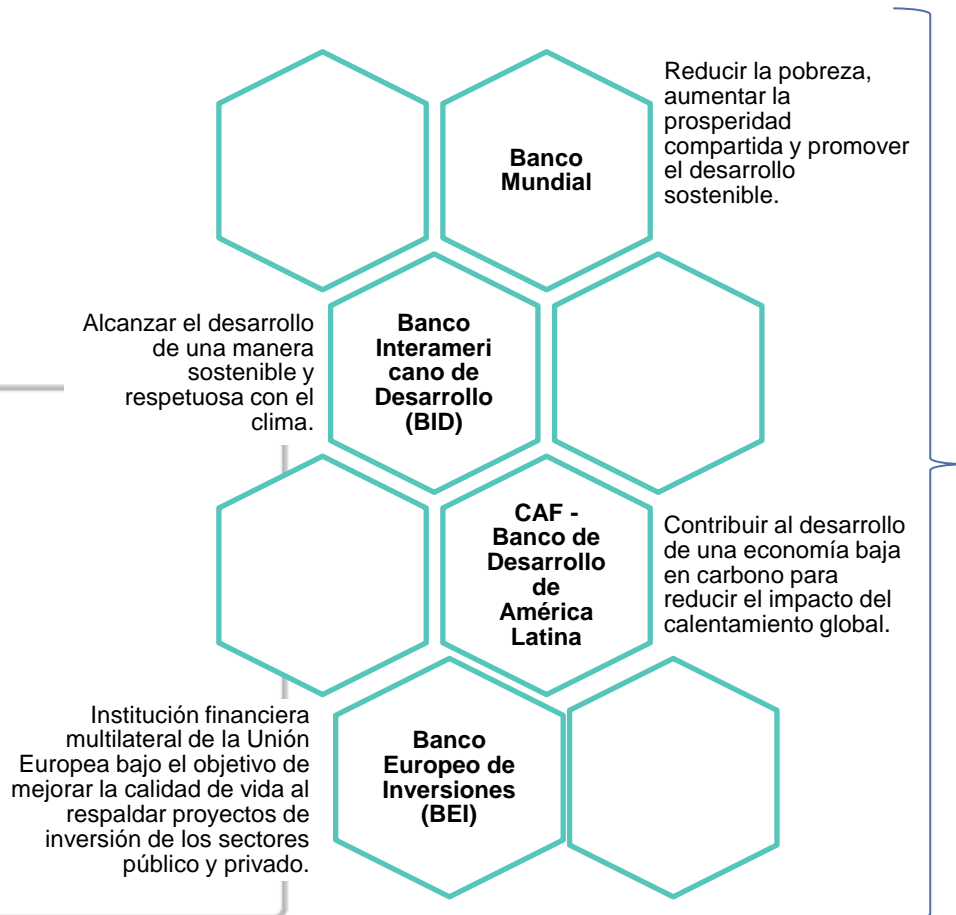 Reducir la pobreza,
aumentar la
prosperidad
compartida y promover
el desarrollo
sostenible.
Banco
Mundial
Alcanzar el desarrollo
de una manera
sostenible y
respetuosa con el
clima.
Banco
Interameri
cano de
Desarrollo
(BID)
CAF -
Banco de
Desarrollo
de
América
Latina
Contribuir al desarrollo
de una economía baja
en carbono para
reducir el impacto del
calentamiento global.
Institución financiera
multilateral de la Unión
Europea bajo el objetivo de
mejorar la calidad de vida al
respaldar proyectos de
inversión de los sectores
público y privado.
Banco
Europeo de
Inversiones
(BEI)